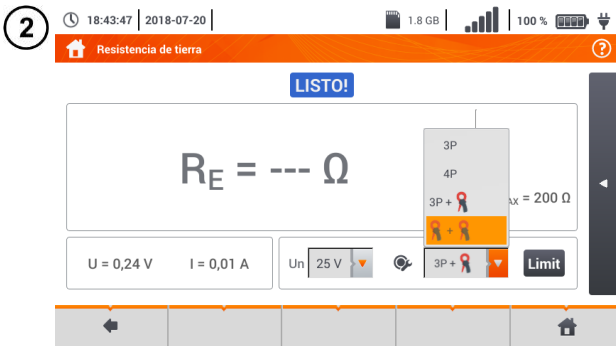 2
18:43:47 2018-07-20 1.8 GB 100 %
Resistencia de tierra ?
LISTO!
3P
4P
RE = --- Ω
3P +
AX = 200 Ω
+
U = 0,24 V I = 0,01 A Un 25 V 3P + Limit